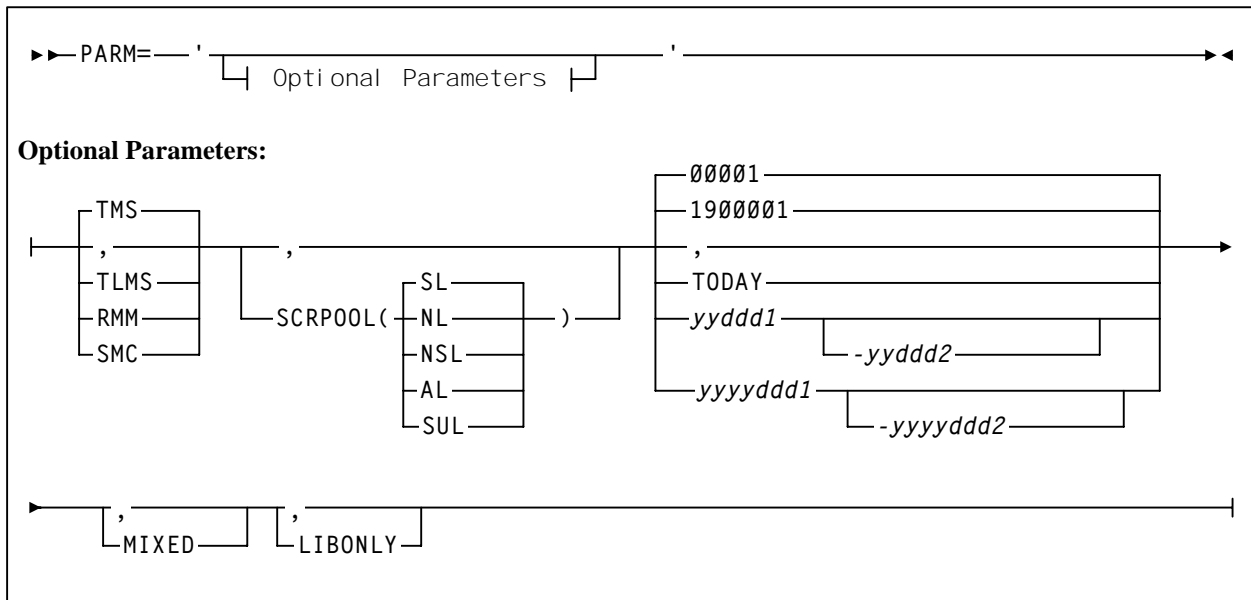 PARM= ' '
Optional Parameters
Optional Parameters:
ØØØØ1
TMS 19ØØØØ1
, , ,
TLMS SL TODAY
RMM SCRPOOL( NL ) yyddd1
SMC NSL -yyddd2
AL yyyyddd1
SUL -yyyyddd2
, ,
MIXED LIBONLY